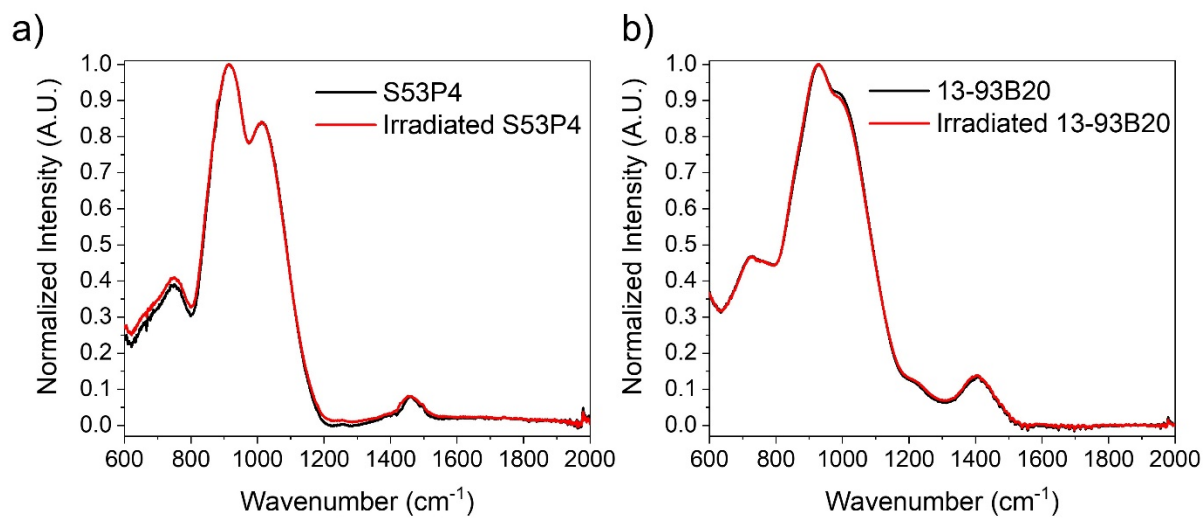 a)
1.0
0.9
0.8
0.7
0.6
0.5
0.4
0.3
0.2
0.1
0.0
Normalized Intensity (A.U.)
S53P4
Irradiated S53P4
600 800 1000 1200 1400 1600 1800 2000
Wavenumber (cm⁻¹)
b)
1.0
0.9
0.8
0.7
0.6
0.5
0.4
0.3
0.2
0.1
0.0
Normalized Intensity (A.U.)
13-93B20
Irradiated 13-93B20
600 800 1000 1200 1400 1600 1800 2000
Wavenumber (cm⁻¹)